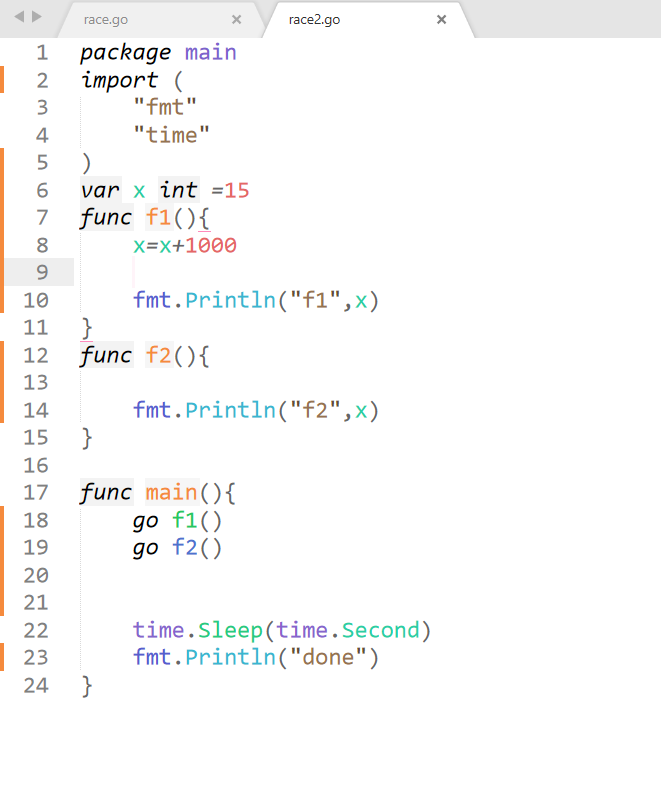 race.go × race2.go ×
1 package main
2 import (
3 "fmt"
4 "time"
5 )
6 var x int =15
7 func f1(){
8 x=x+1000
9
10 fmt.Println("f1",x)
11 }
12 func f2(){
13
14 fmt.Println("f2",x)
15 }
16
17 func main(){
18 go f1()
19 go f2()
20
21
22 time.Sleep(time.Second)
23 fmt.Println("done")
24 }